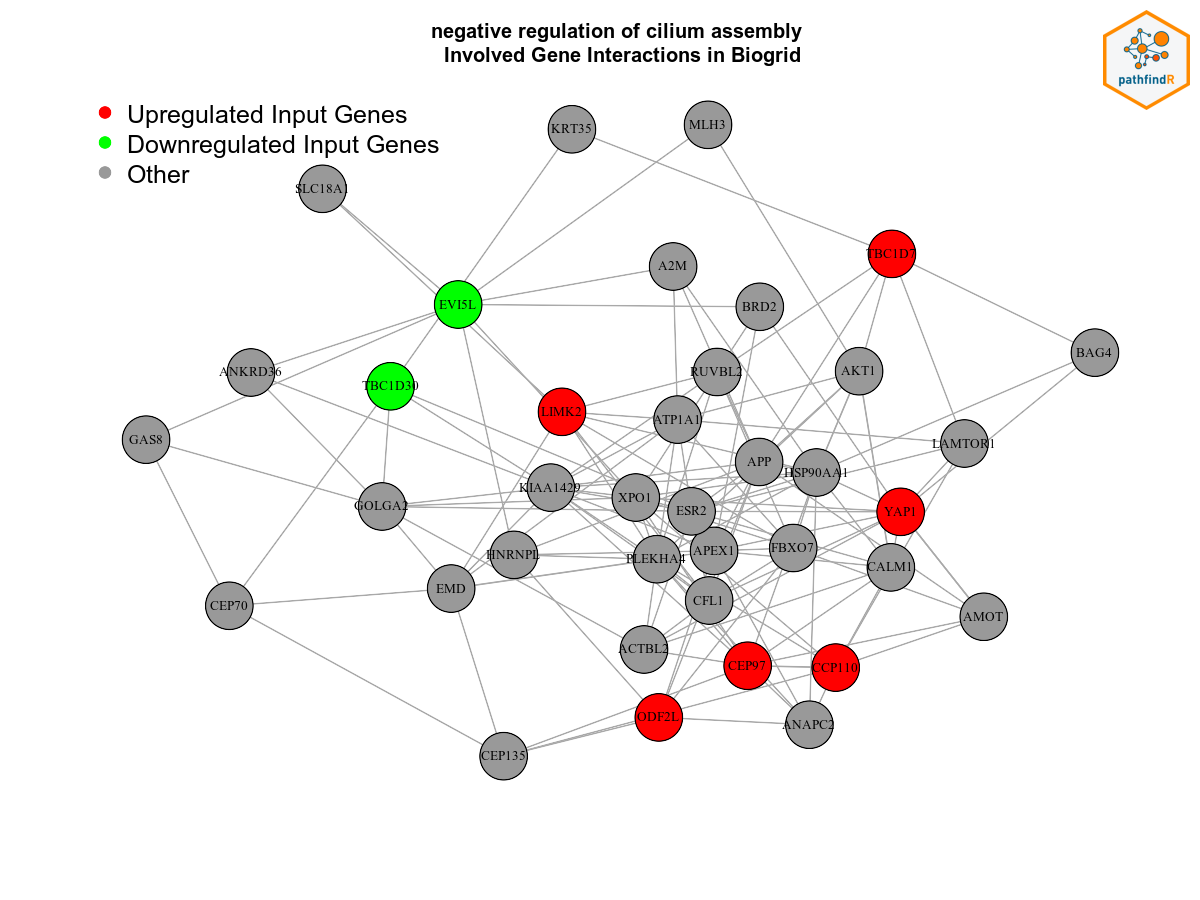 negative regulation of cilium assembly
Involved Gene Interactions in Biogrid
pathfindR
Upregulated Input Genes
Downregulated Input Genes
Other
KRT35
MLH3
SLC18A1
TBC1D7
A2M
EVI5L
BRD2
BAG4
ANKRD36
RUVBL2
AKT1
TBC1D30
LIMK2
ATP1A1
GAS8
LAMTOR1
APP
HSP90AA1
KIAA1429
XPO1
GOLGA2
ESR2
YAP1
HNRNPL
PLEKHA4
APEX1
FBXO7
CALM1
EMD
CFL1
CEP70
AMOT
ACTBL2
CEP97
CCP110
ODF2L
ANAPC2
CEP135